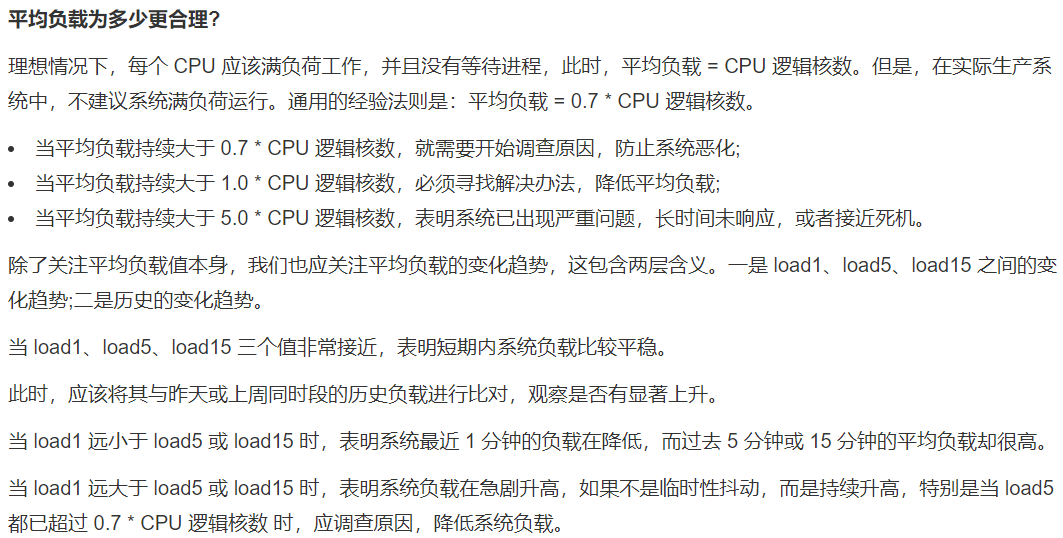 平均负载为多少更合理?
理想情况下，每个 CPU 应该满负荷工作，并且没有等待进程，此时，平均负载 = CPU 逻辑核数。但是，在实际生产系
统中，不建议系统满负荷运行。通用的经验法则是：平均负载 = 0.7 * CPU 逻辑核数。
• 当平均负载持续大于 0.7 * CPU 逻辑核数，就需要开始调查原因，防止系统恶化;
• 当平均负载持续大于 1.0 * CPU 逻辑核数，必须寻找解决办法，降低平均负载;
• 当平均负载持续大于 5.0 * CPU 逻辑核数，表明系统已出现严重问题，长时间未响应，或者接近死机。
除了关注平均负载值本身，我们也应关注平均负载的变化趋势，这包含两层含义。一是 load1、load5、load15 之间的变
化趋势;二是历史的变化趋势。
当 load1、load5、load15 三个值非常接近，表明短期内系统负载比较平稳。
此时，应该将其与昨天或上周同时段的历史负载进行比对，观察是否有显著上升。
当 load1 远小于 load5 或 load15 时，表明系统最近 1 分钟的负载在降低，而过去 5 分钟或 15 分钟的平均负载却很高。
当 load1 远大于 load5 或 load15 时，表明系统负载在急剧升高，如果不是临时性抖动，而是持续升高，特别是当 load5
都已超过 0.7 * CPU 逻辑核数 时，应调查原因，降低系统负载。